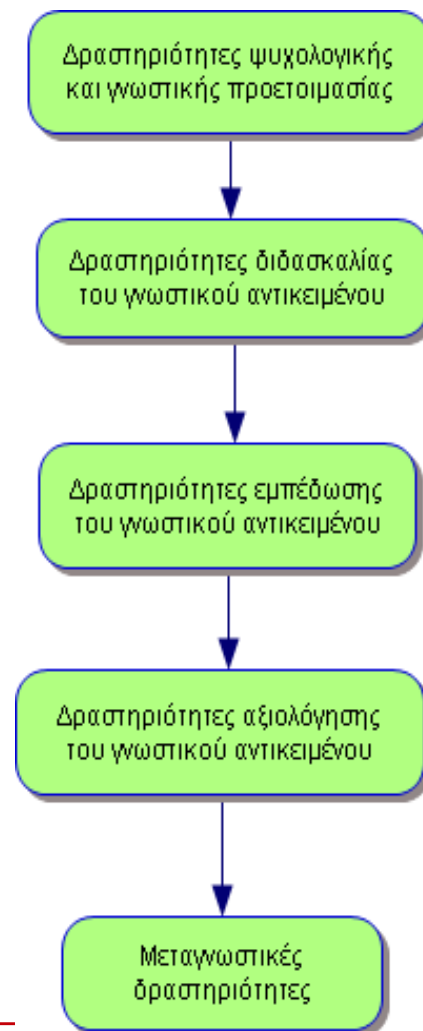 Δραστηριότητες ψυχολογικής
και γνωστικής προετοιμασίας
Δραστηριότητες διδασκαλίας
του γνωστικού αντικειμένου
Δραστηριότητες εμπέδωσης
του γνωστικού αντικειμένου
Δραστηριότητες αξιολόγησης
του γνωστικού αντικειμένου
Μεταγνωστικές
δραστηριότητες